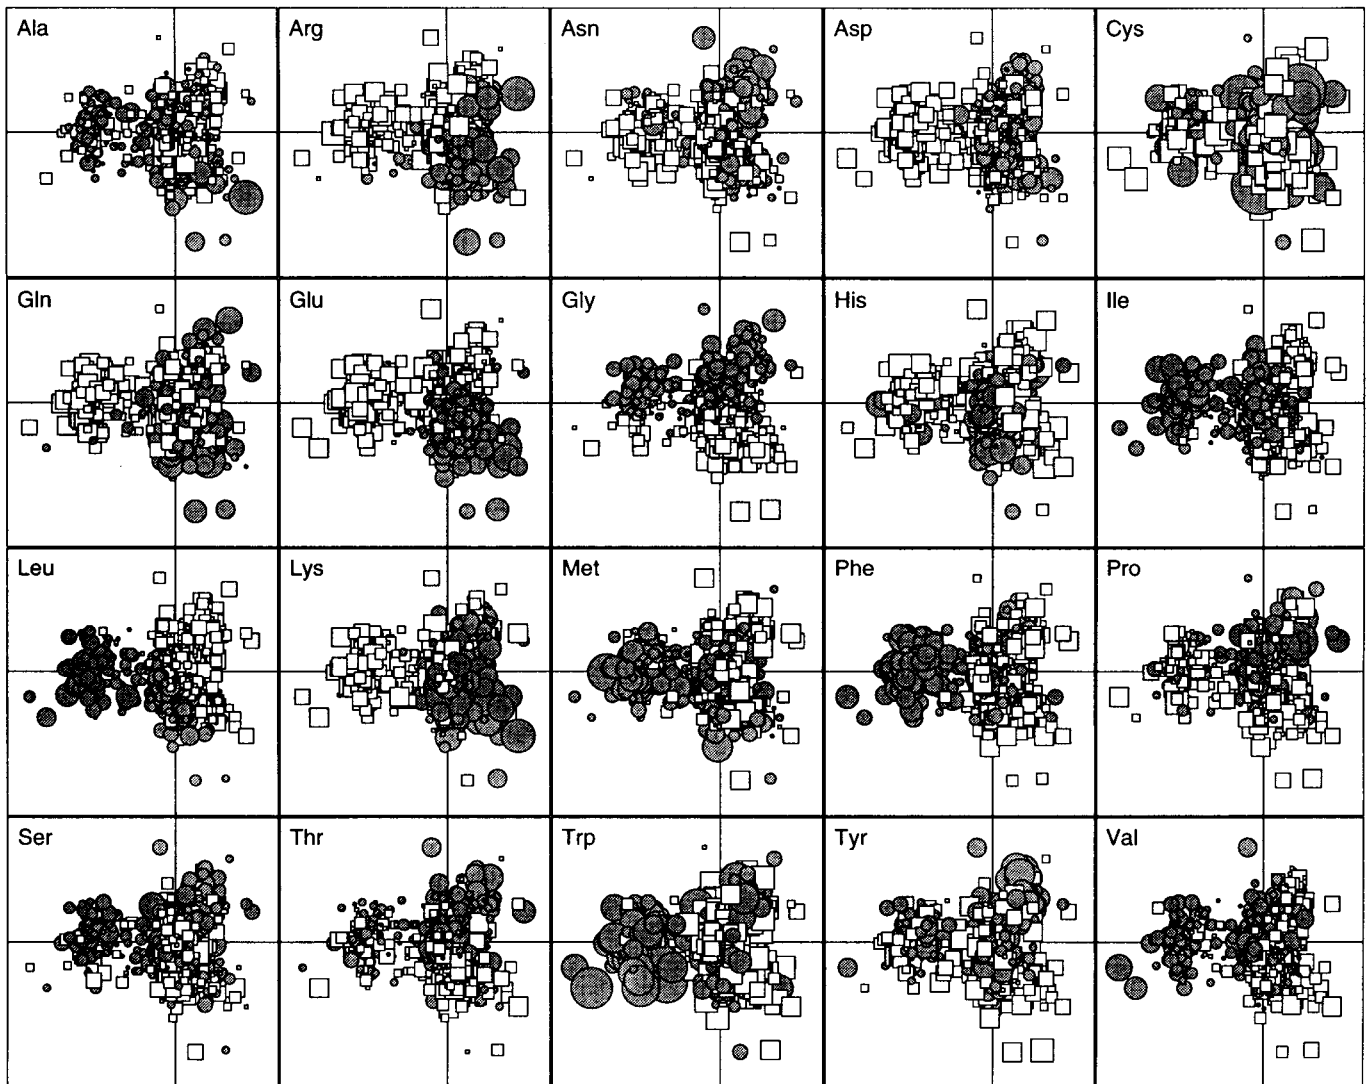 Ala Arg Asn Asp Cys
Gln Glu Gly His Ile
Leu Lys Met Phe Pro
Ser Thr Trp Tyr Val